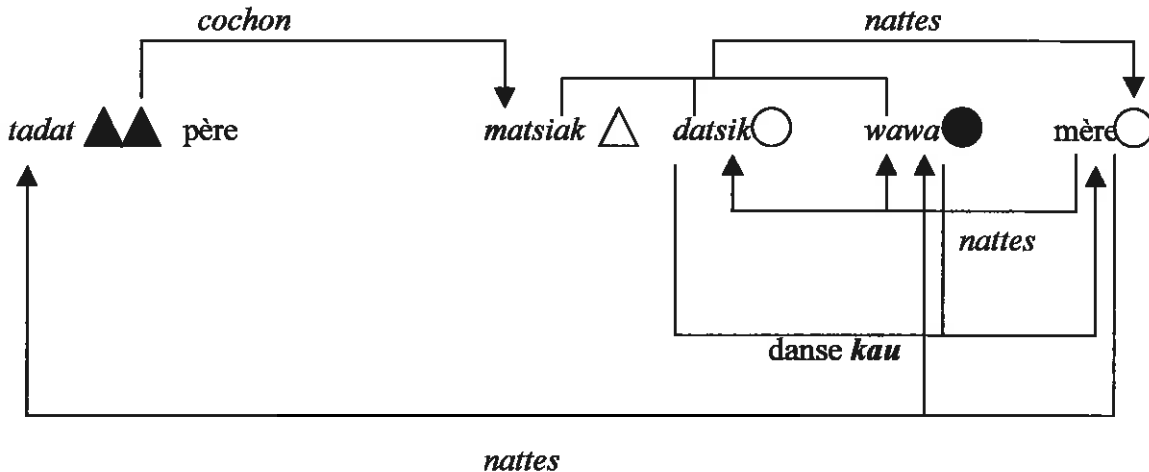 cochon
nattes
tadat père matsiak datsik wawa mère
nattes
danse kau
nattes